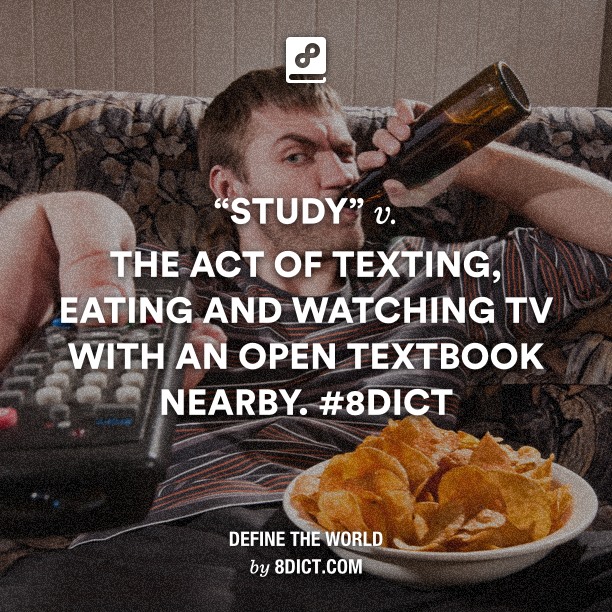 “STUDY” v.
THE ACT OF TEXTING,
EATING AND WATCHING TV
WITH AN OPEN TEXTBOOK
NEARBY. #8DICT
DEFINE THE WORLD
by 8DICT.COM